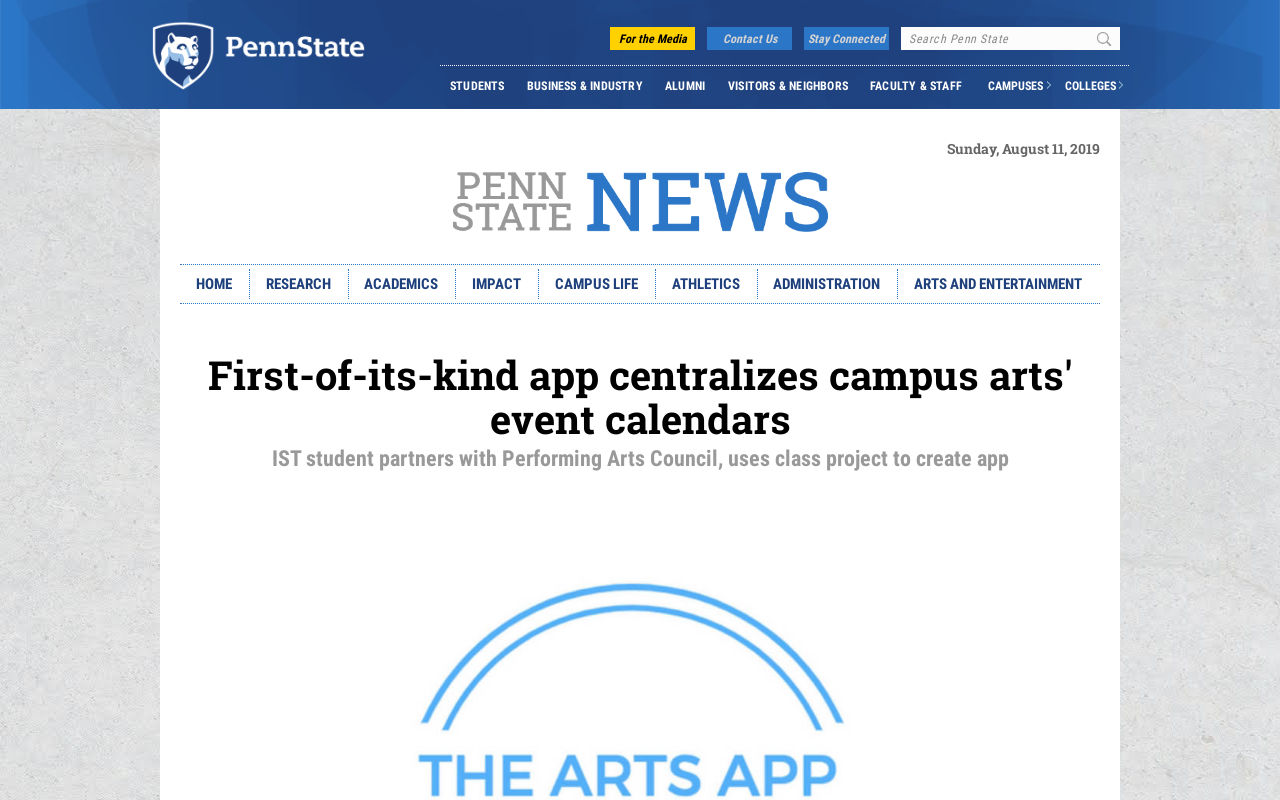 PennState
For the Media
Contact Us
Stay Connected
Search Penn State
STUDENTS
BUSINESS & INDUSTRY
ALUMNI
VISITORS & NEIGHBORS
FACULTY & STAFF
CAMPUSES
COLLEGES
Sunday, August 11, 2019
PENN STATE NEWS
HOME
RESEARCH
ACADEMICS
IMPACT
CAMPUS LIFE
ATHLETICS
ADMINISTRATION
ARTS AND ENTERTAINMENT
First-of-its-kind app centralizes campus arts'
event calendars
IST student partners with Performing Arts Council, uses class project to create app
THE ARTS APP